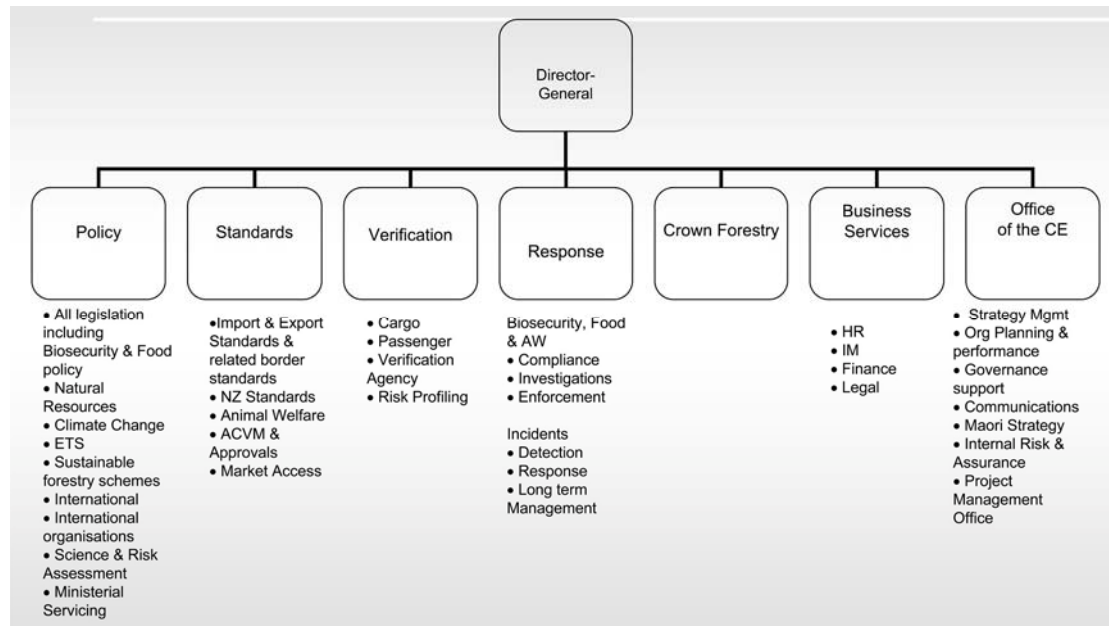 Director-
General
Policy
Standards
Verification
Response
Crown Forestry
Business
Services
Office
of the CE
• All legislation
including
Biosecurity & Food
policy
• Natural
Resources
• Climate Change
• ETS
• Sustainable
forestry schemes
• International
• International
organisations
• Science & Risk
Assessment
• Ministerial
Servicing
•Import & Export
Standards &
related border
standards
• NZ Standards
• Animal Welfare
• ACVM &
Approvals
• Market Access
• Cargo
• Passenger
• Verification
Agency
• Risk Profiling
Biosecurity, Food
& AW
• Compliance
• Investigations
• Enforcement
Incidents
• Detection
• Response
• Long term
Management
• HR
• IM
• Finance
• Legal
• Strategy Mgmt
• Org Planning &
performance
• Governance
support
• Communications
• Maori Strategy
• Internal Risk &
Assurance
• Project
Management
Office